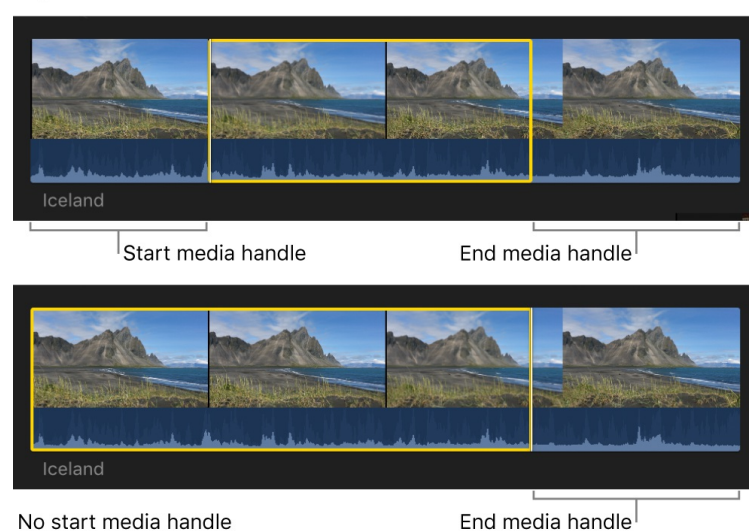 Iceland
Start media handle
End media handle
Iceland
No start media handle
End media handle